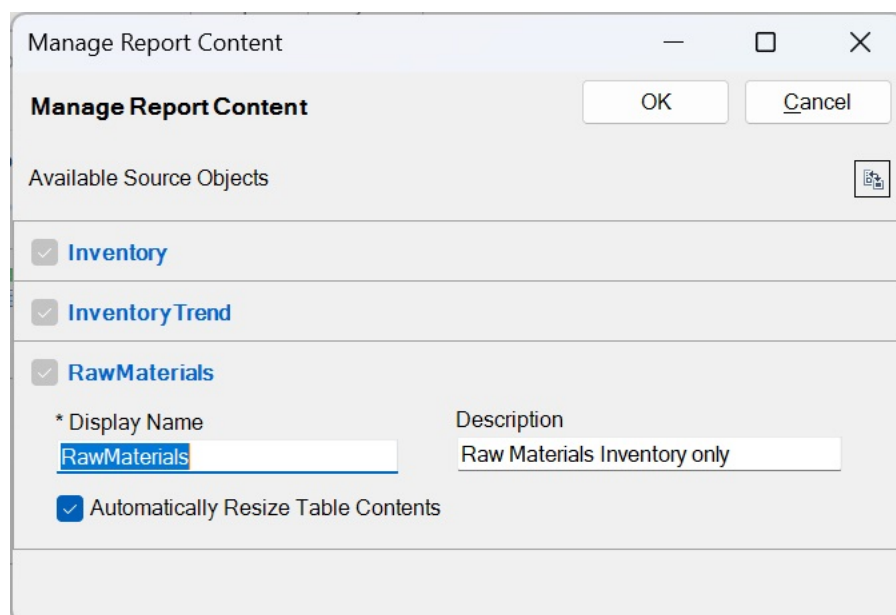 Manage Report Content
Manage Report Content
OK
Cancel
Available Source Objects
Inventory
InventoryTrend
RawMaterials
* Display Name
Description
RawMaterials
Raw Materials Inventory only
Automatically Resize Table Contents